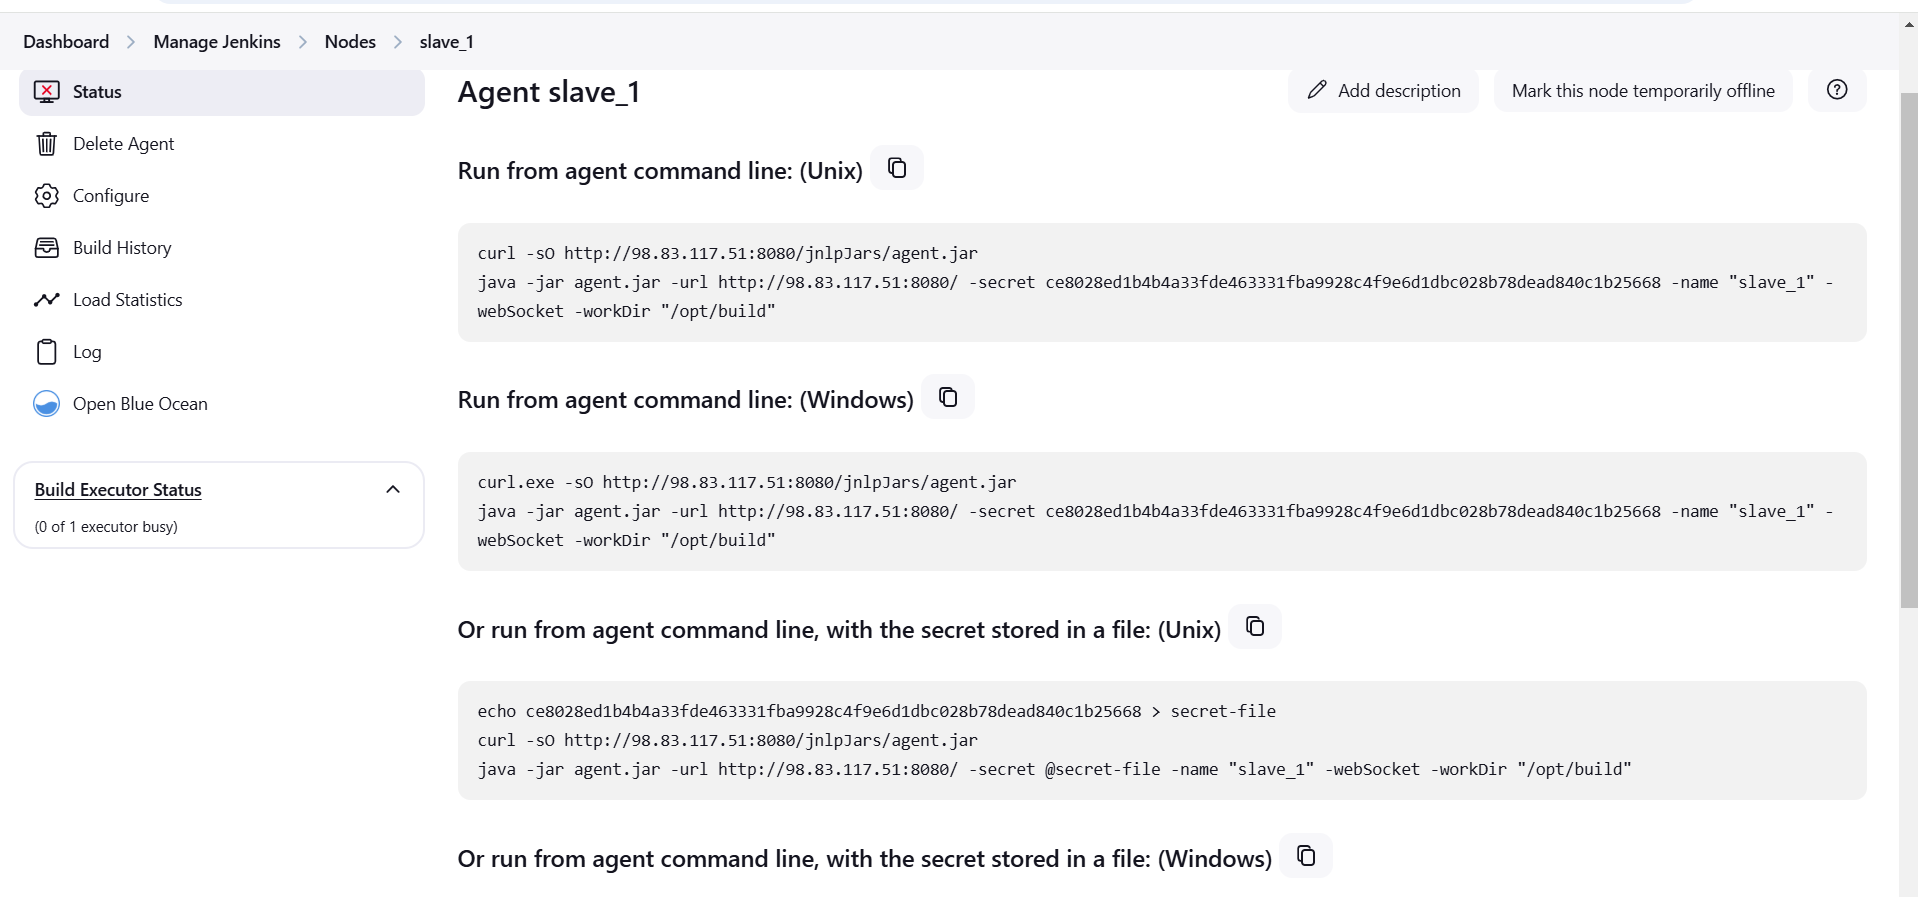 Dashboard > Manage Jenkins > Nodes > slave_1
Status
Delete Agent
Configure
Build History
Load Statistics
Log
Open Blue Ocean
Build Executor Status
(0 of 1 executor busy)
Agent slave_1
Add description
Mark this node temporarily offline
Run from agent command line: (Unix)
curl -sO http://98.83.117.51:8080/jnlpJars/agent.jar
java -jar agent.jar -url http://98.83.117.51:8080/ -secret ce8028ed1b4b4a33fde463331fba9928c4f9e6d1dbc028b78dead840c1b25668 -name "slave_1" -
webSocket -workDir "/opt/build"
Run from agent command line: (Windows)
curl.exe -sO http://98.83.117.51:8080/jnlpJars/agent.jar
java -jar agent.jar -url http://98.83.117.51:8080/ -secret ce8028ed1b4b4a33fde463331fba9928c4f9e6d1dbc028b78dead840c1b25668 -name "slave_1" -
webSocket -workDir "/opt/build"
Or run from agent command line, with the secret stored in a file: (Unix)
echo ce8028ed1b4b4a33fde463331fba9928c4f9e6d1dbc028b78dead840c1b25668 > secret-file
curl -sO http://98.83.117.51:8080/jnlpJars/agent.jar
java -jar agent.jar -url http://98.83.117.51:8080/ -secret @secret-file -name "slave_1" -webSocket -workDir "/opt/build"
Or run from agent command line, with the secret stored in a file: (Windows)